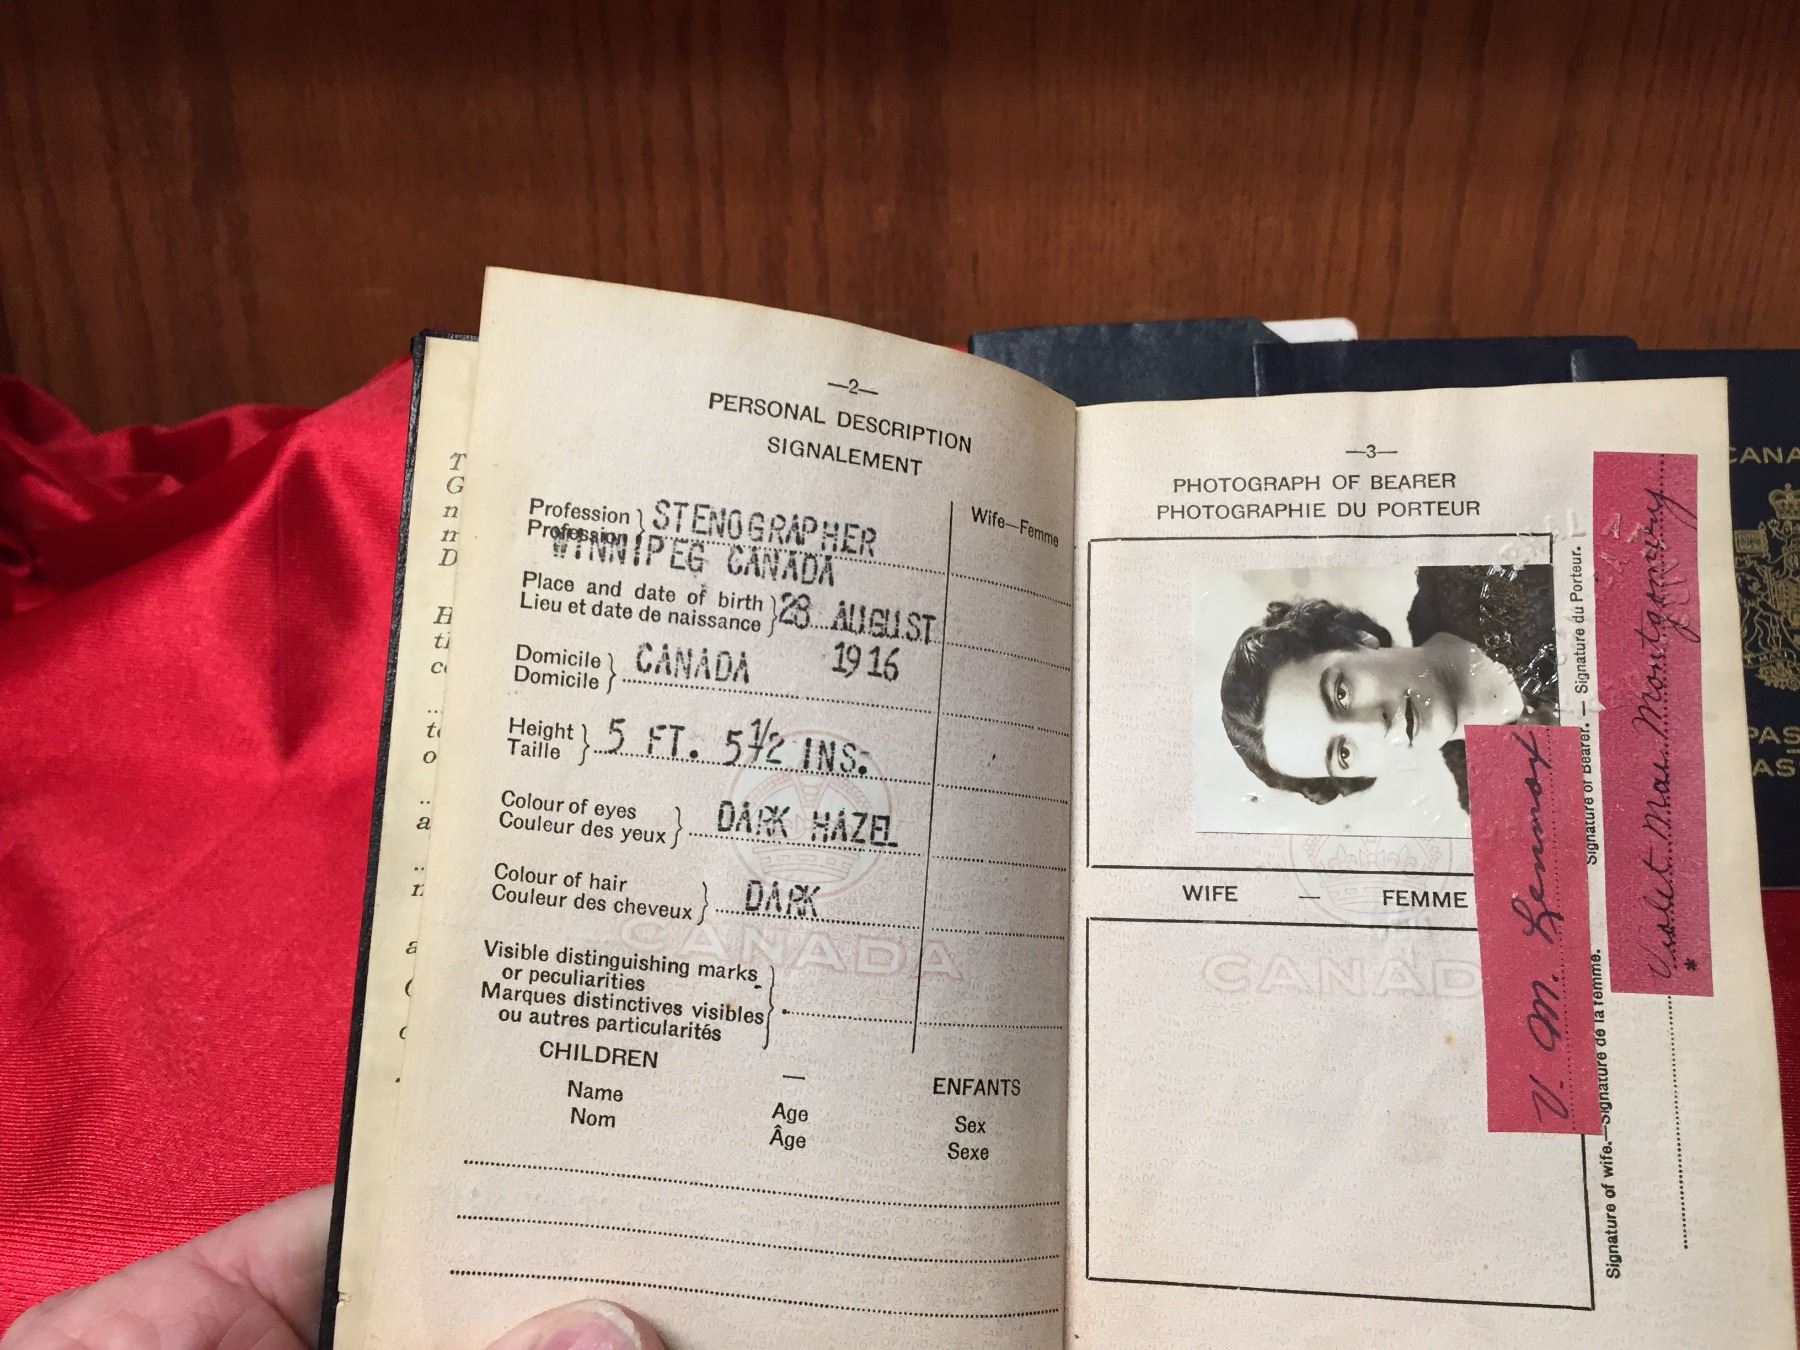 —2—
PERSONAL DESCRIPTION
SIGNALEMENT
Wife—Femme
Profession
Profession
STENOGRAPHER
WINNIPEG CANADA
Place and date of birth
Lieu et date de naissance
28 AUGUST
1916
Domicile
Domicile
CANADA
Height
Taille
5 FT. 5½ INS.
Colour of eyes
Couleur des yeux
DARK HAZEL
Colour of hair
Couleur des cheveux
DARK
CANADA
Visible distinguishing marks
or peculiarities
Marques distinctives visibles
ou autres particularités
CHILDREN — ENFANTS
Name Age Sex
Nom Âge Sexe
—3—
PHOTOGRAPH OF BEARER
PHOTOGRAPHIE DU PORTEUR
WIFE — FEMME
CANAD
Signature of Bearer. — Signature du Porteur.
Violet Mae Montgomery
*
V. M. Lennox
Signature of wife.—Signature de la femme.
CANA
PAS